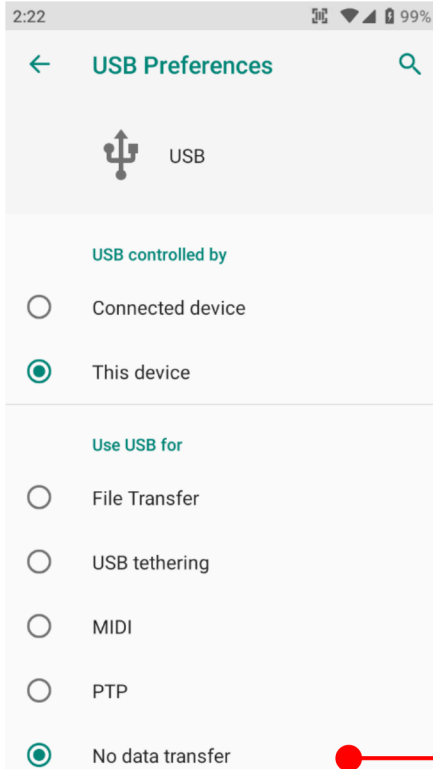 2:22 99%
USB Preferences
USB
USB controlled by
Connected device
This device
Use USB for
File Transfer
USB tethering
MIDI
PTP
No data transfer